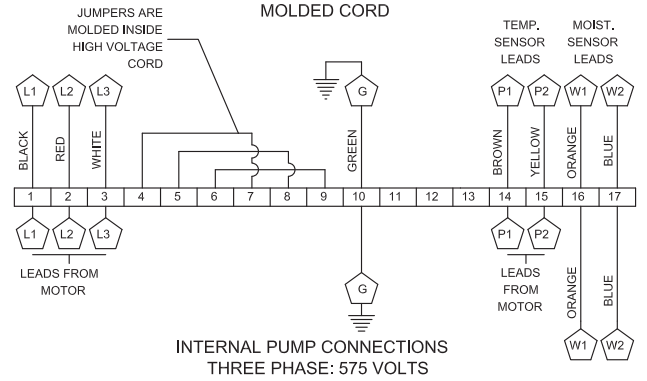 MOLDED CORD
JUMPERS ARE
MOLDED INSIDE
HIGH VOLTAGE
CORD
TEMP.
SENSOR
LEADS
MOIST.
SENSOR
LEADS
L1 L2 L3 G P1 P2 W1 W2
BLACK RED WHITE GREEN BROWN YELLOW ORANGE BLUE
1 2 3 4 5 6 7 8 9 10 11 12 13 14 15 16 17
L1 L2 L3 P1 P2
LEADS FROM
MOTOR
LEADS
FROM
MOTOR
G
ORANGE BLUE
W1 W2
INTERNAL PUMP CONNECTIONS
THREE PHASE: 575 VOLTS